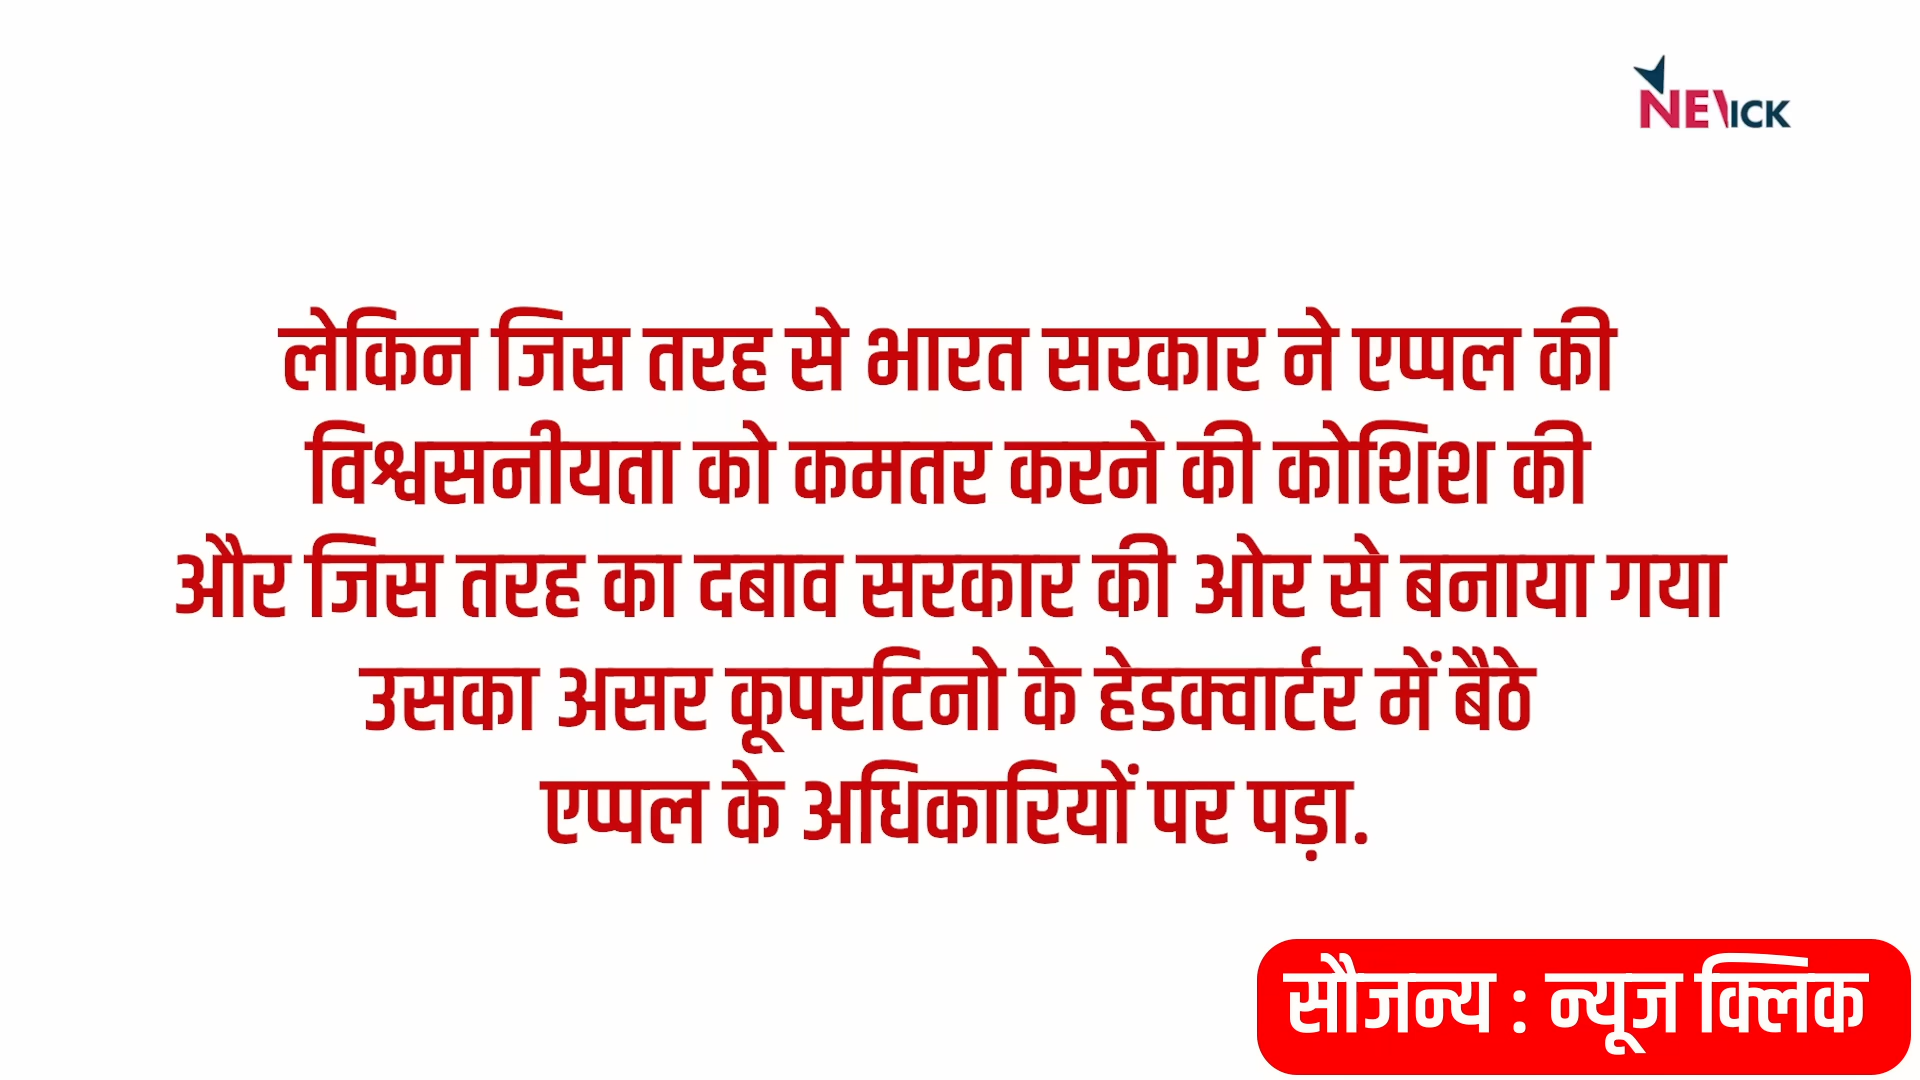 NEWICK
लेकिन जिस तरह से भारत सरकार ने एप्पल की
विश्वसनीयता को कमतर करने की कोशिश की
और जिस तरह का दबाव सरकार की ओर से बनाया गया
उसका असर कूपरटिनो के हेडक्वार्टर में बैठे
एप्पल के अधिकारियों पर पड़ा.
सौजन्य : न्यूज क्लिक